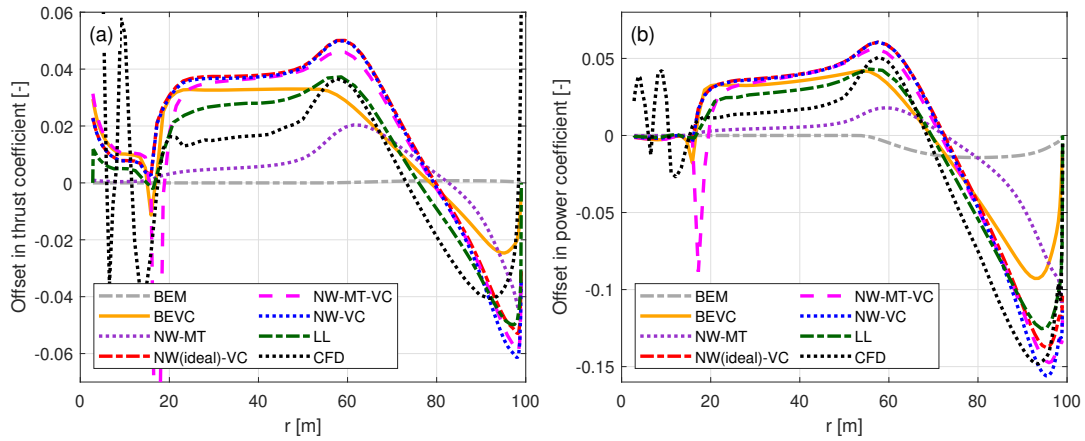 (a)
Offset in thrust coefficient [-]
0.06
0.04
0.02
0
-0.02
-0.04
-0.06
BEM
BEVC
NW-MT
NW(ideal)-VC
NW-MT-VC
NW-VC
LL
CFD
0 20 40 60 80 100
r [m]
(b)
Offset in power coefficient [-]
0.05
0
-0.05
-0.1
-0.15
BEM
BEVC
NW-MT
NW(ideal)-VC
NW-MT-VC
NW-VC
LL
CFD
0 20 40 60 80 100
r [m]